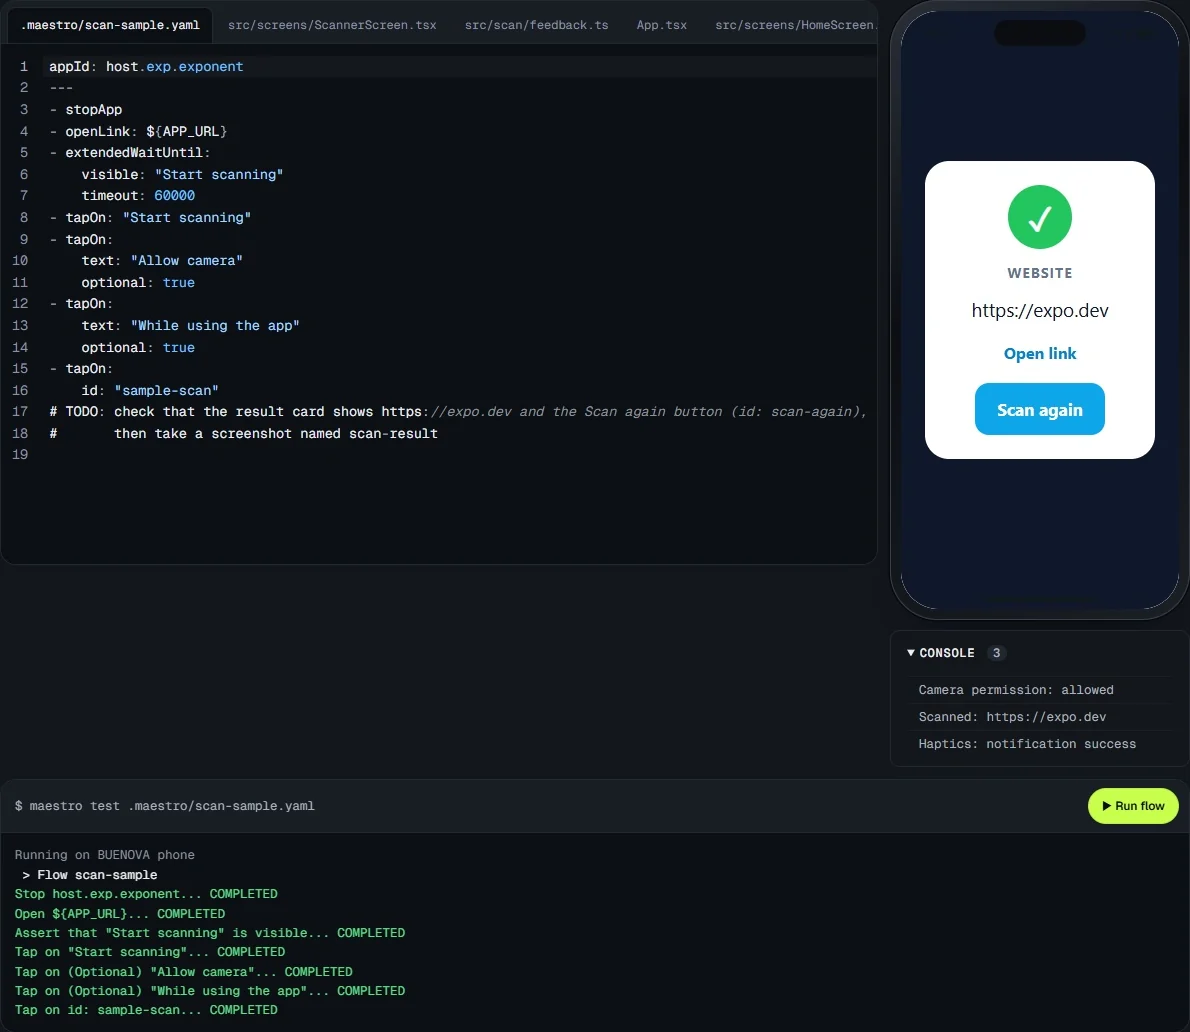 .maestro/scan-sample.yaml src/screens/ScannerScreen.tsx src/scan/feedback.ts App.tsx src/screens/HomeScreen.
1 appId: host.exp.exponent
2 ---
3 - stopApp
4 - openLink: ${APP_URL}
5 - extendedWaitUntil:
6 visible: "Start scanning"
7 timeout: 60000
8 - tapOn: "Start scanning"
9 - tapOn:
10 text: "Allow camera"
11 optional: true
12 - tapOn:
13 text: "While using the app"
14 optional: true
15 - tapOn:
16 id: "sample-scan"
17 # TODO: check that the result card shows https://expo.dev and the Scan again button (id: scan-again),
18 # then take a screenshot named scan-result
19
WEBSITE
https://expo.dev
Open link
Scan again
▼ CONSOLE 3
Camera permission: allowed
Scanned: https://expo.dev
Haptics: notification success
$ maestro test .maestro/scan-sample.yaml
▶ Run flow
Running on BUENOVA phone
> Flow scan-sample
Stop host.exp.exponent... COMPLETED
Open ${APP_URL}... COMPLETED
Assert that "Start scanning" is visible... COMPLETED
Tap on "Start scanning"... COMPLETED
Tap on (Optional) "Allow camera"... COMPLETED
Tap on (Optional) "While using the app"... COMPLETED
Tap on id: sample-scan... COMPLETED